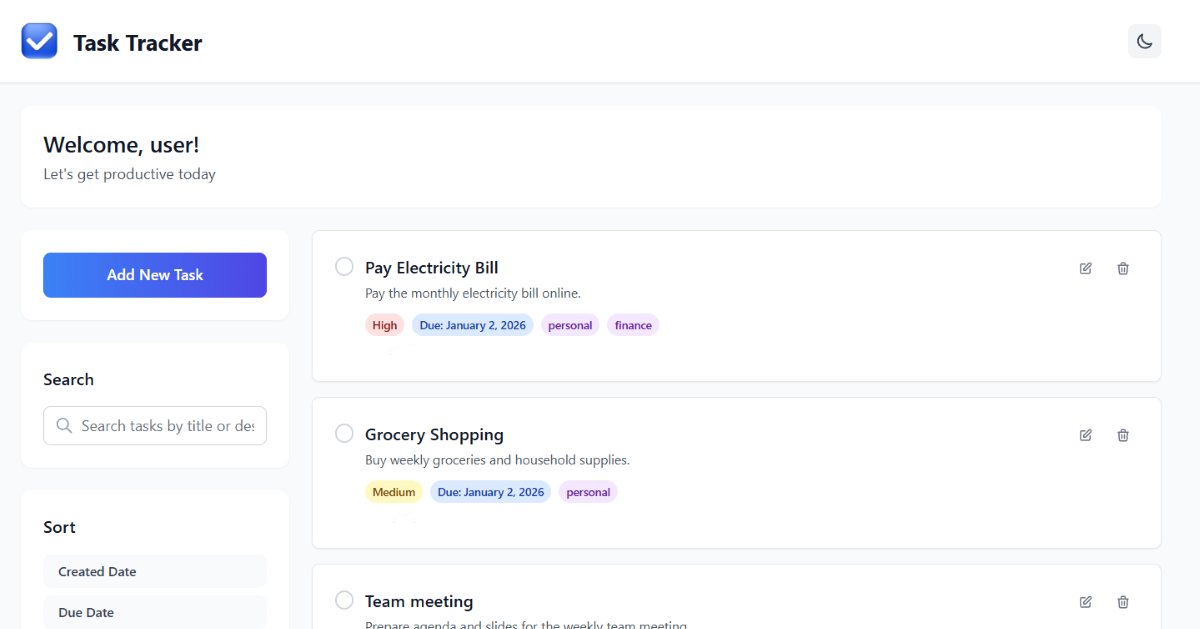 Task Tracker
Welcome, user!
Let's get productive today
Add New Task
Search
Search tasks by title or des
Sort
Created Date
Due Date
Pay Electricity Bill
Pay the monthly electricity bill online.
High Due: January 2, 2026 personal finance
Grocery Shopping
Buy weekly groceries and household supplies.
Medium Due: January 2, 2026 personal
Team meeting
Prepare agenda and slides for the weekly team meeting